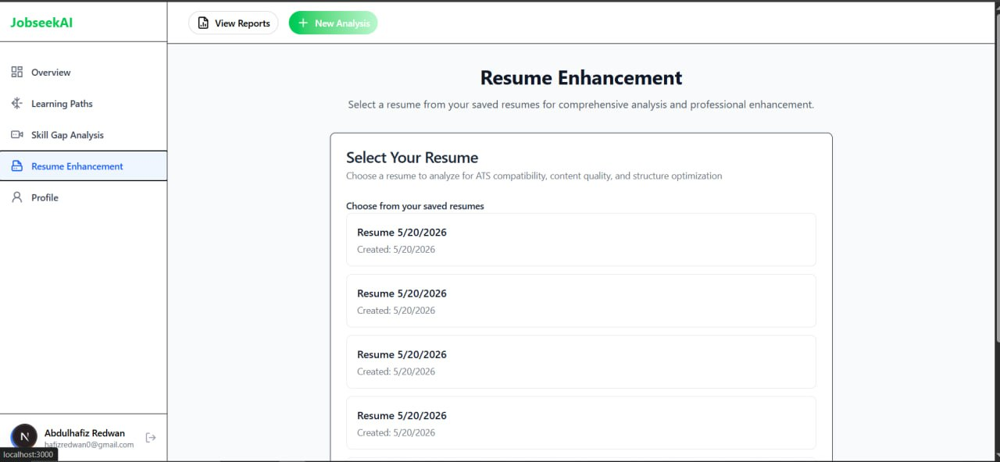 JobseekAI
View Reports
New Analysis
Overview
Learning Paths
Skill Gap Analysis
Resume Enhancement
Profile
Resume Enhancement
Select a resume from your saved resumes for comprehensive analysis and professional enhancement.
Select Your Resume
Choose a resume to analyze for ATS compatibility, content quality, and structure optimization
Choose from your saved resumes
Resume 5/20/2026
Created: 5/20/2026
Resume 5/20/2026
Created: 5/20/2026
Resume 5/20/2026
Created: 5/20/2026
Resume 5/20/2026
Created: 5/20/2026
N
Abdulhafiz Redwan
hafizredwan0@gmail.com
localhost:3000